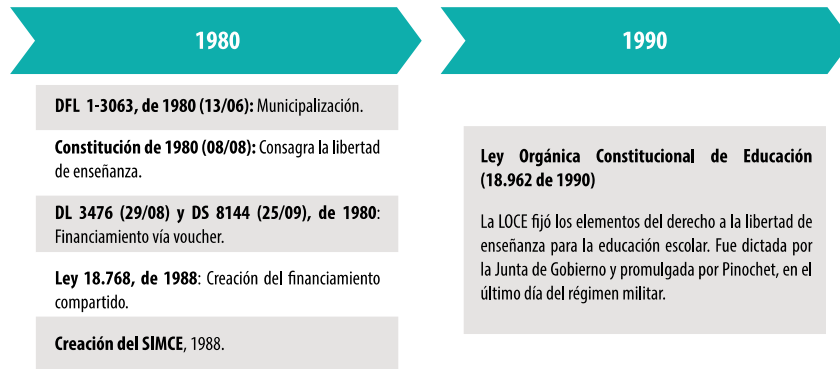 1980
DFL 1-3063, de 1980 (13/06): Municipalización.
Constitución de 1980 (08/08): Consagra la libertad
de enseñanza.
DL 3476 (29/08) y DS 8144 (25/09), de 1980:
Financiamiento vía voucher.
Ley 18.768, de 1988: Creación del financiamiento
compartido.
Creación del SIMCE, 1988.
1990
Ley Orgánica Constitucional de Educación
(18.962 de 1990)
La LOCE fijó los elementos del derecho a la libertad de
enseñanza para la educación escolar. Fue dictada por
la Junta de Gobierno y promulgada por Pinochet, en el
último día del régimen militar.